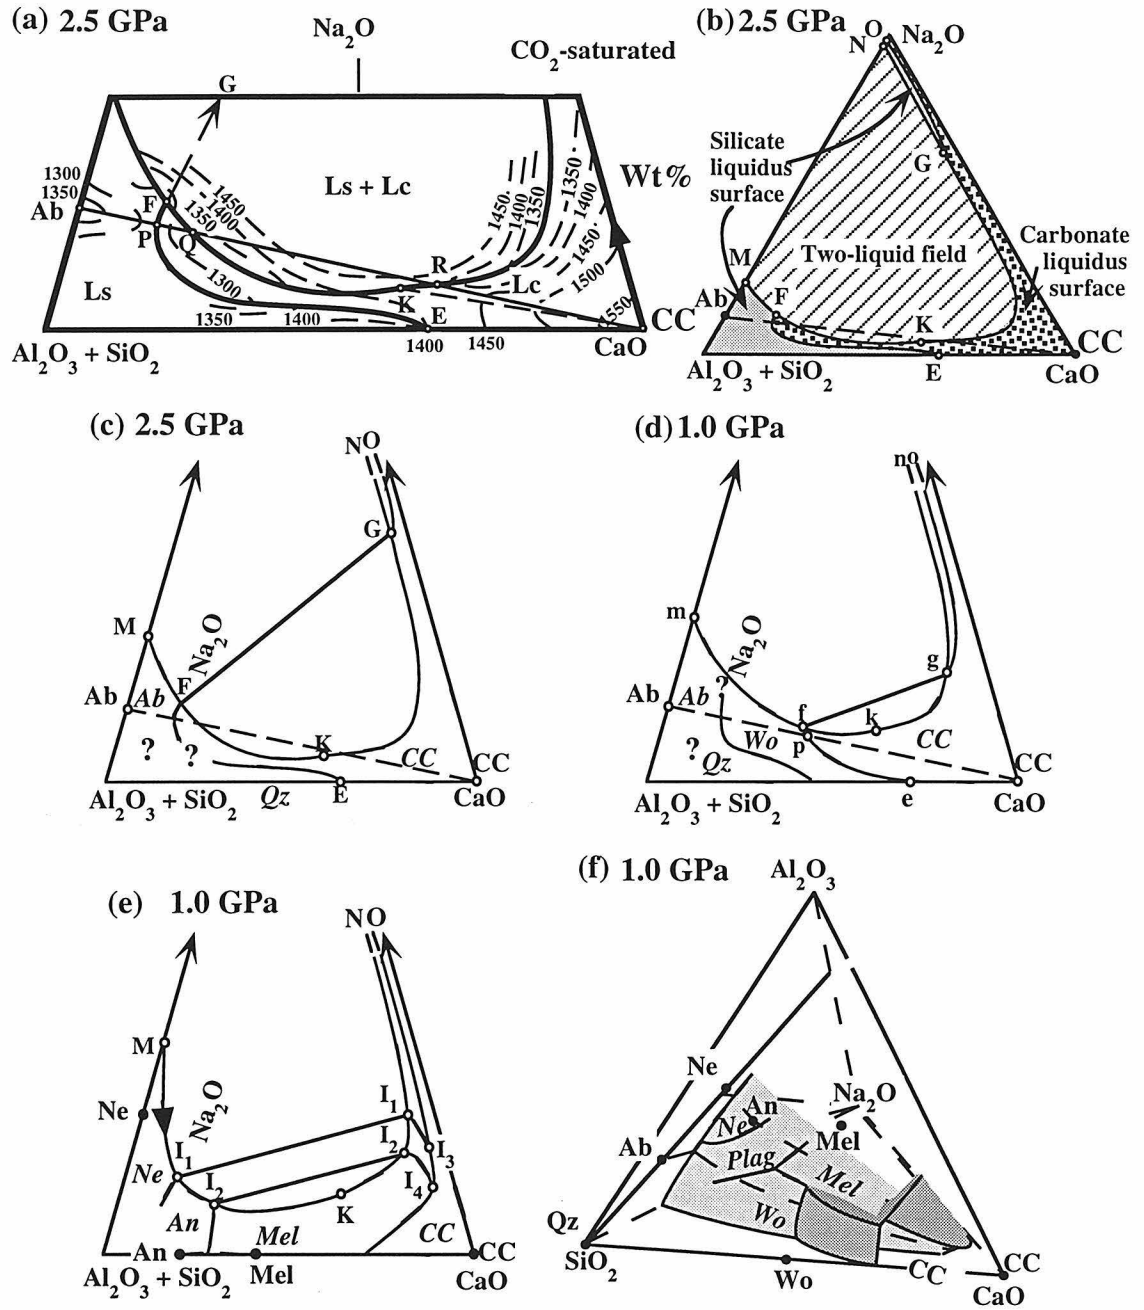 (a) 2.5 GPa
Na2O
CO2-saturated
G
Wt%
1300
1350
Ab
F
P
Q
1450
1400
1350
Ls + Lc
1450
1400
1350
1350
1400
1450
1500
1550
Ls
1300
1350
1400
K
R
Lc
E
1400
1450
CC
Al2O3 + SiO2
CaO
(b) 2.5 GPa
N
O
Na2O
Silicate
liquidus
surface
G
Two-liquid field
Carbonate
liquidus
surface
M
Ab
F
K
E
CC
Al2O3 + SiO2
CaO
(c) 2.5 GPa
NO
G
M
Na2O
Ab
Ab
F
?
?
K
CC
CC
Al2O3 + SiO2
Qz
E
CaO
(d) 1.0 GPa
no
m
Na2O
g
Ab
Ab
?
f
k
Wo
p
CC
CC
?
Qz
Al2O3 + SiO2
e
CaO
(e) 1.0 GPa
NO
M
Na2O
Ne
I1
I1
I2
I3
Ne
I2
I4
K
An
Mel
CC
An
Mel
CC
Al2O3 + SiO2
CaO
(f) 1.0 GPa
Al2O3
Ne
An
Na2O
Ne
Mel
Ab
Plag
Mel
Wo
Qz
SiO2
Wo
CC
CC
CaO